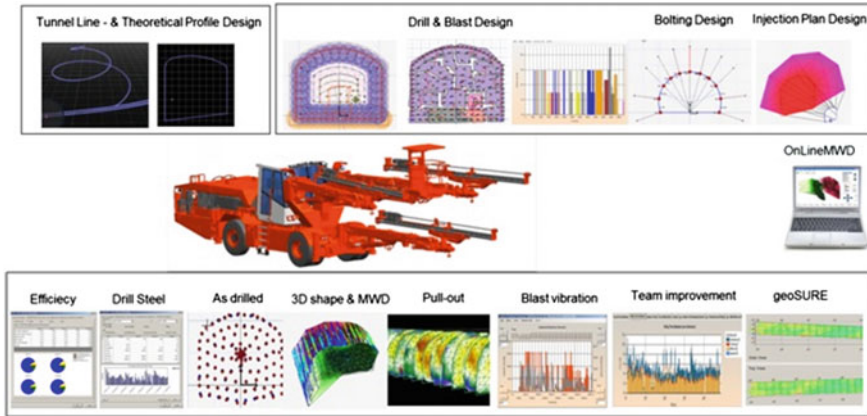 Tunnel Line - & Theoretical Profile Design
Drill & Blast Design
Bolting Design
Injection Plan Design
OnLineMWD
Efficiecy
Drill Steel
As drilled
3D shape & MWD
Pull-out
Blast vibration
Team improvement
geoSURE